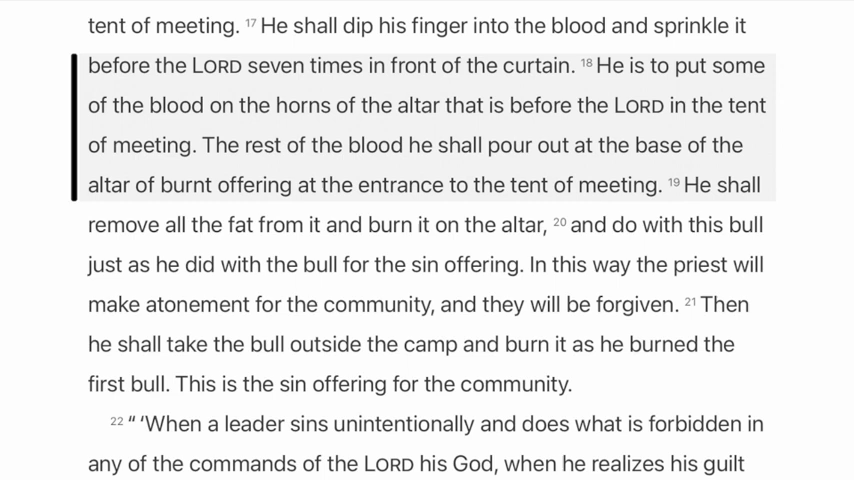 tent of meeting. 17 He shall dip his finger into the blood and sprinkle it
before the LORD seven times in front of the curtain. 18 He is to put some
of the blood on the horns of the altar that is before the LORD in the tent
of meeting. The rest of the blood he shall pour out at the base of the
altar of burnt offering at the entrance to the tent of meeting. 19 He shall
remove all the fat from it and burn it on the altar, 20 and do with this bull
just as he did with the bull for the sin offering. In this way the priest will
make atonement for the community, and they will be forgiven. 21 Then
he shall take the bull outside the camp and burn it as he burned the
first bull. This is the sin offering for the community.
22 “ ‘When a leader sins unintentionally and does what is forbidden in
any of the commands of the LORD his God, when he realizes his guilt